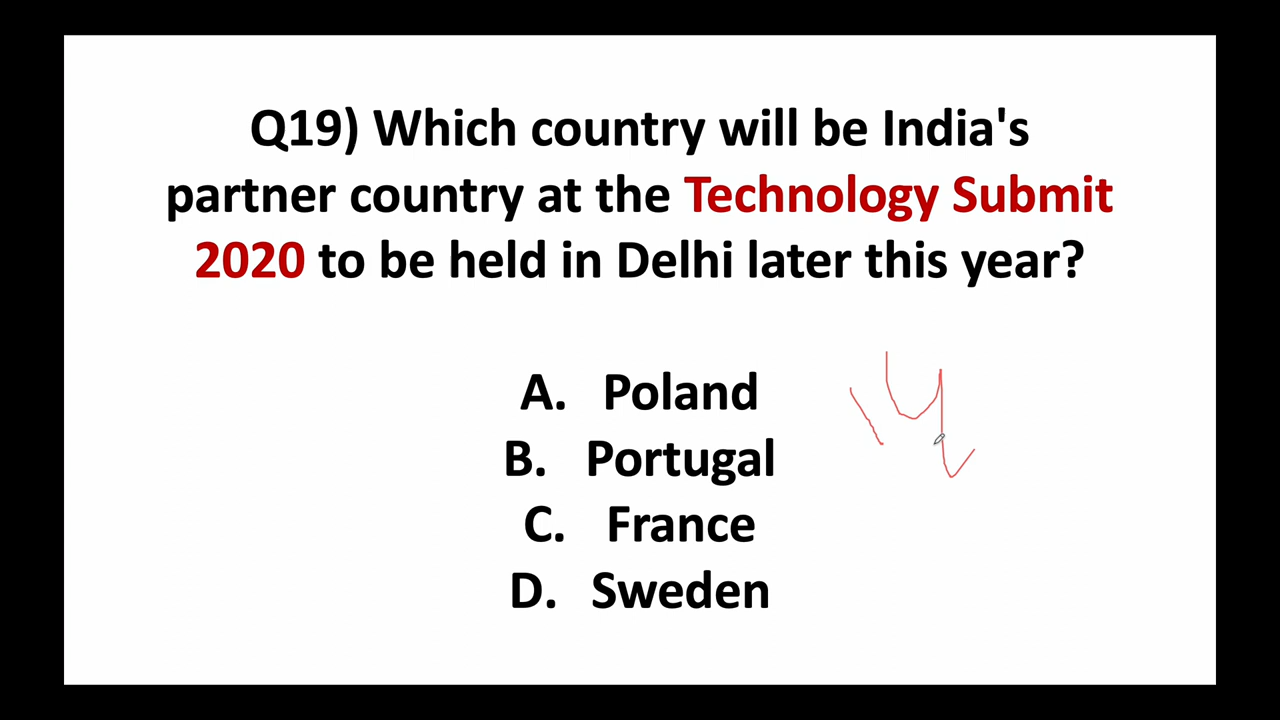 Q19) Which country will be India's
partner country at the Technology Submit
2020 to be held in Delhi later this year?
A. Poland
B. Portugal
C. France
D. Sweden